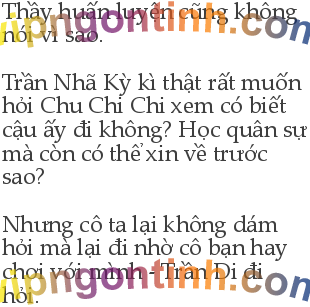 Thầy huấn luyện cũng không
nói vì sao.
Trần Nhã Kỳ kì thật rất muốn
hỏi Chu Chi Chi xem có biết
cậu ấy đi không? Học quân sự
mà còn có thể xin về trước
sao?
Nhưng cô ta lại không dám
hỏi mà lại đi nhờ cô bạn hay
chơi với mình - Trần Di đi
hỏi.